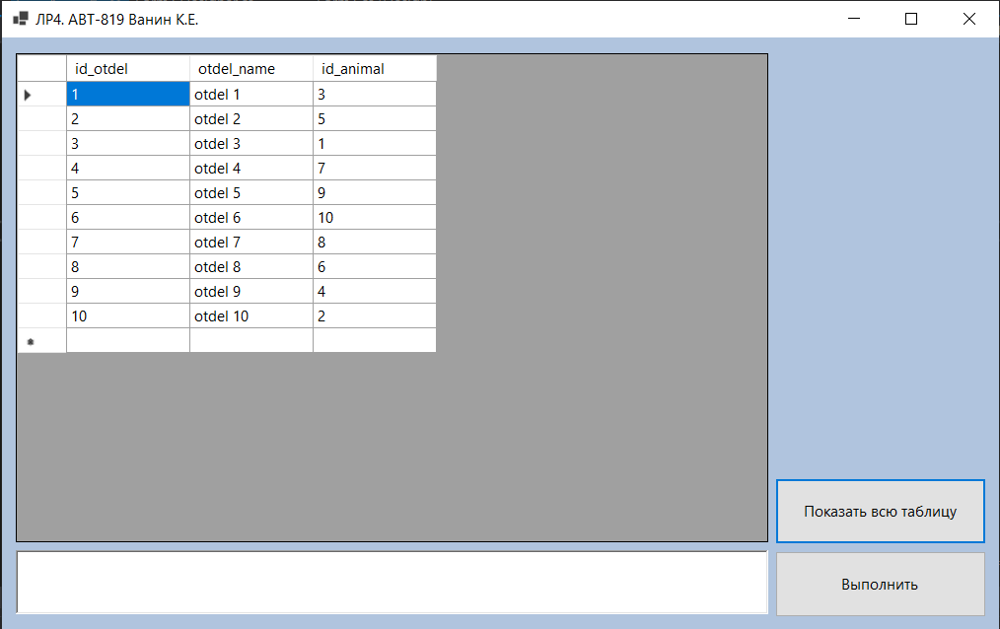 ЛР4. АВТ-819 Ванин К.Е.
id_otdel otdel_name id_animal
1 otdel 1 3
2 otdel 2 5
3 otdel 3 1
4 otdel 4 7
5 otdel 5 9
6 otdel 6 10
7 otdel 7 8
8 otdel 8 6
9 otdel 9 4
10 otdel 10 2
Показать всю таблицу
Выполнить